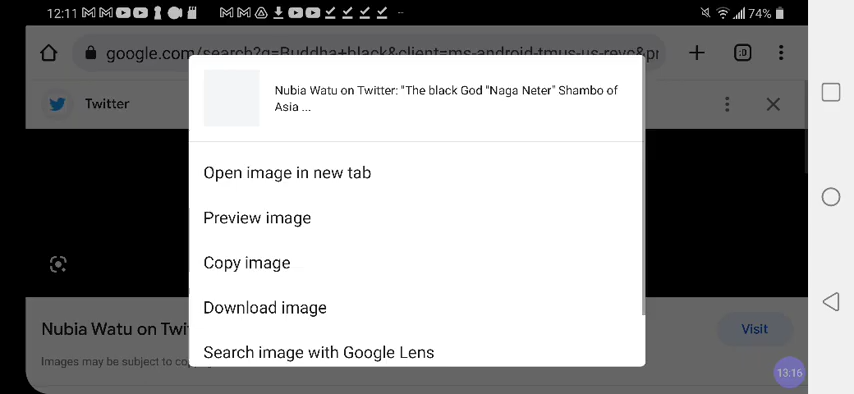 12:11 74%
google.com/search?q=Buddha+black&client=ms-android-tmus-us-revc&pr
:D
Twitter
Nubia Watu on Twitter: "The black God "Naga Neter" Shambo of
Asia ...
Open image in new tab
Preview image
Copy image
Download image
Search image with Google Lens
Nubia Watu on Twi
Visit
Images may be subject to
13:16